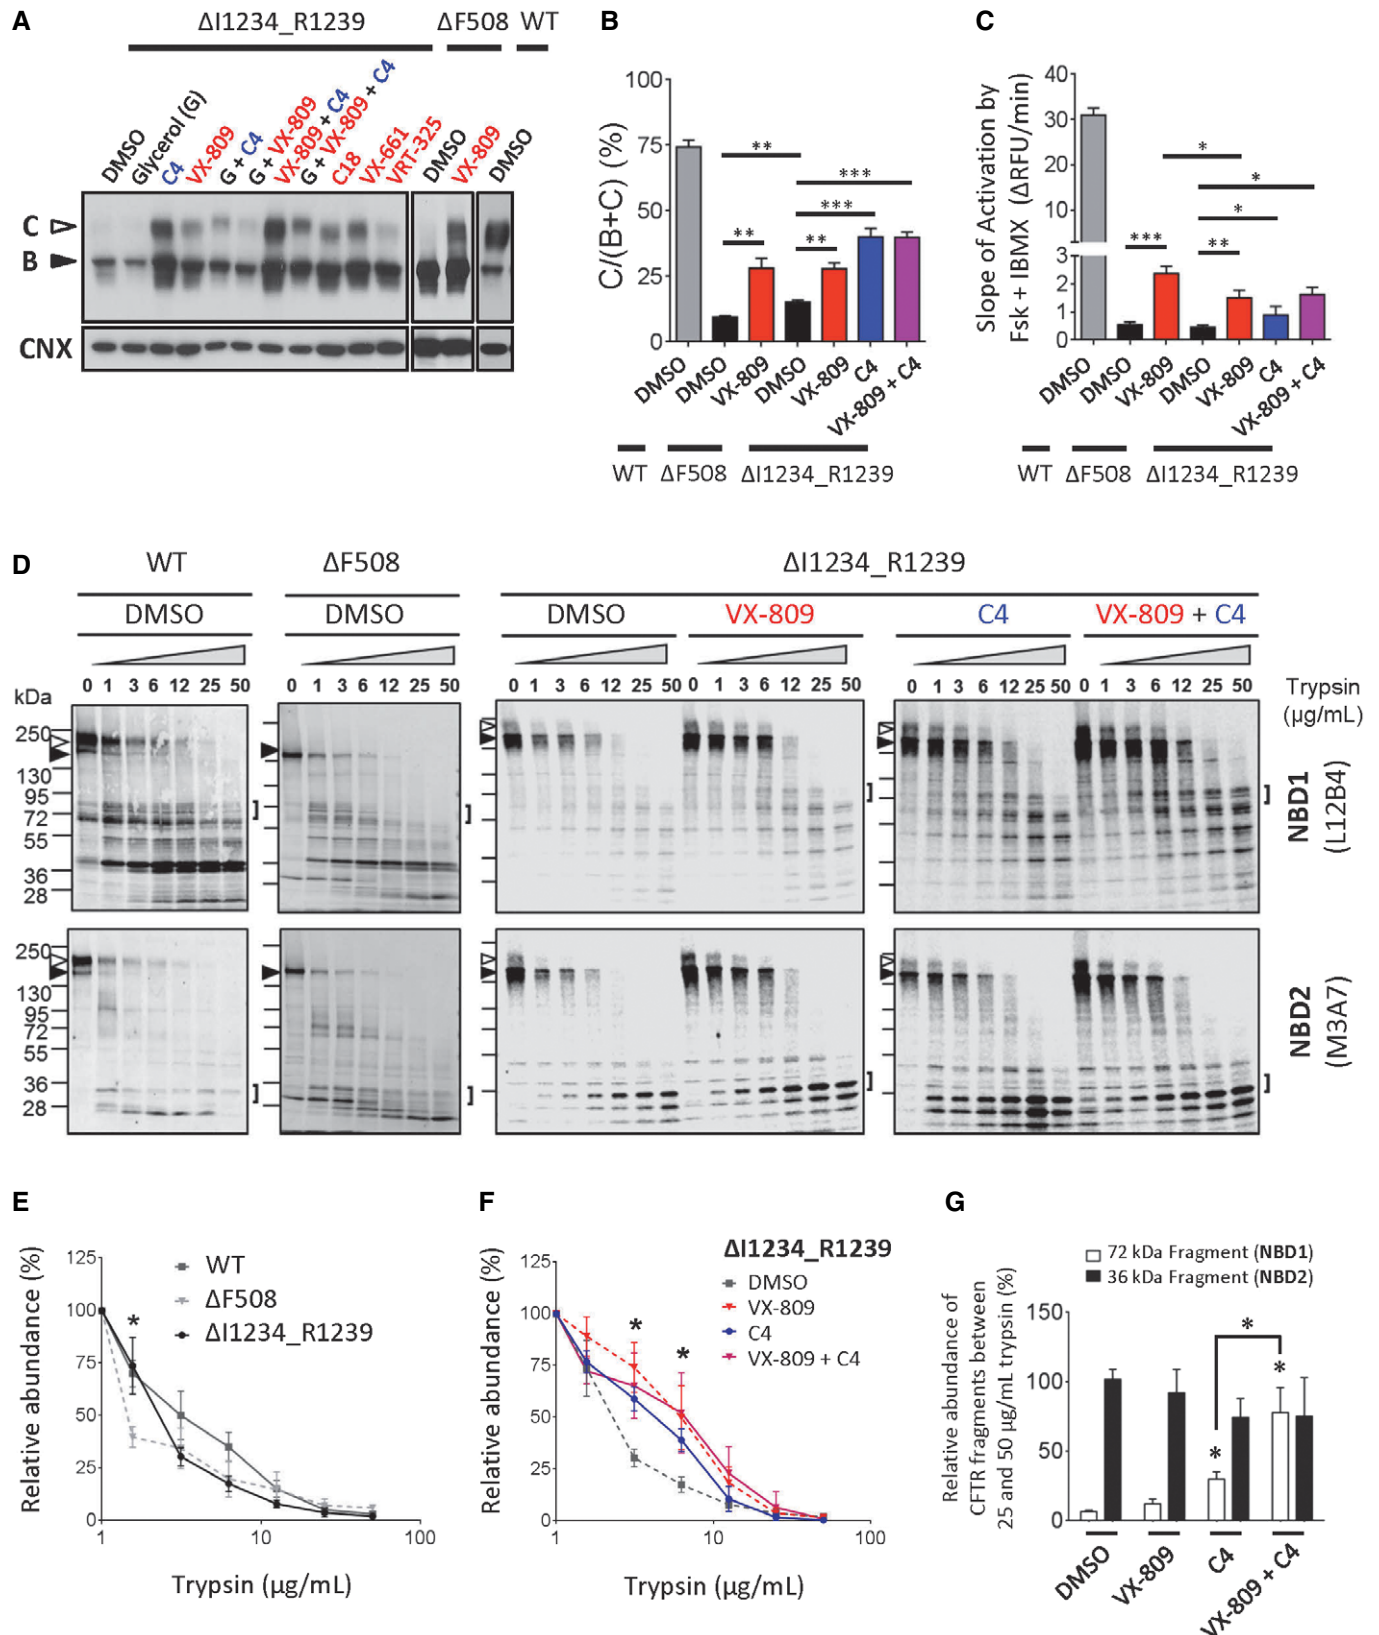 A
ΔI1234_R1239 ΔF508 WT
DMSO
Glycerol (G)
C4
VX-809
G + C4
G + VX-809
VX-809 + C4
G + VX-809 + C4
C18
VX-661
VRT-325
DMSO
VX-809
DMSO
C
B
CNX
B
C/(B+C) (%)
100
75
50
25
0
**
**
**
***
***
DMSO DMSO VX-809 DMSO VX-809 C4 VX-809 + C4
WT ΔF508 ΔI1234_R1239
C
Slope of Activation by
Fsk + IBMX (ΔRFU/min)
40
30
20
10
3
2
1
0
***
*
**
*
*
DMSO DMSO VX-809 DMSO VX-809 C4 VX-809 + C4
WT ΔF508 ΔI1234_R1239
D
WT ΔF508 ΔI1234_R1239
DMSO DMSO DMSO VX-809 C4 VX-809 + C4
0 1 3 6 12 25 50 0 1 3 6 12 25 50 0 1 3 6 12 25 50 0 1 3 6 12 25 50 0 1 3 6 12 25 50 0 1 3 6 12 25 50
Trypsin
(µg/mL)
kDa
250
130
95
72
55
36
28
NBD1
(L12B4)
250
130
95
72
55
36
28
NBD2
(M3A7)
E
Relative abundance (%)
125
100
75
50
25
0
*
WT
ΔF508
ΔI1234_R1239
1 10 100
Trypsin (µg/mL)
F
Relative abundance (%)
125
100
75
50
25
0
* *
ΔI1234_R1239
DMSO
VX-809
C4
VX-809 + C4
1 10 100
Trypsin (µg/mL)
G
72 kDa Fragment (NBD1)
36 kDa Fragment (NBD2)
Relative abundance of
CFTR fragments between
25 and 50 µg/mL trypsin (%)
150
100
50
0
*
*
*
DMSO VX-809 C4 VX-809 + C4